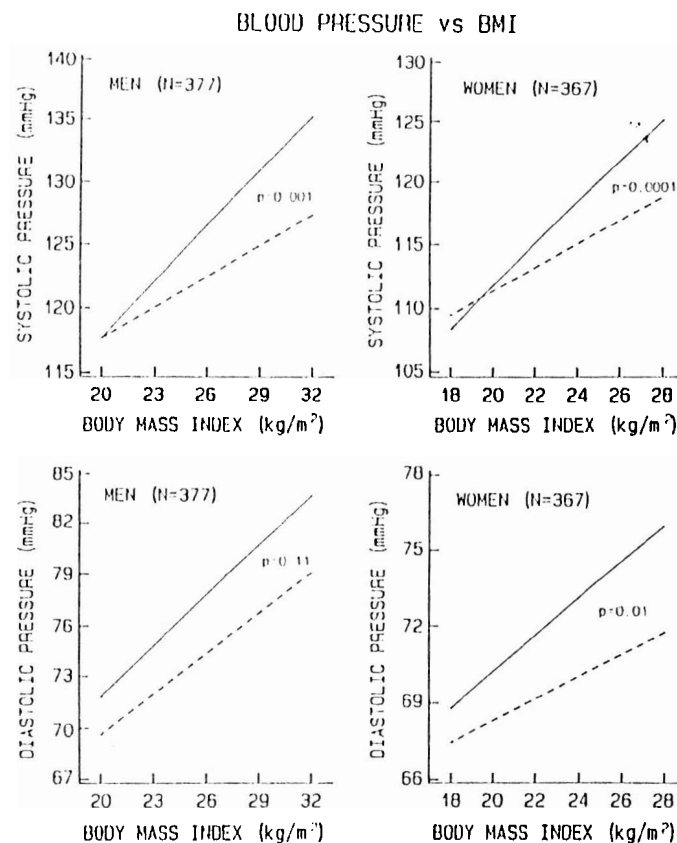 BLOOD PRESSURE vs BMI
MEN (N=377)
SYSTOLIC PRESSURE (mmHg)
140
135
130
125
120
115
p=0.001
20 23 26 29 32
BODY MASS INDEX (kg/m²)
WOMEN (N=367)
SYSTOLIC PRESSURE (mmHg)
130
125
120
115
110
105
p=0.0001
18 20 22 24 26 28
BODY MASS INDEX (kg/m²)
MEN (N=377)
DIASTOLIC PRESSURE (mmHg)
85
82
79
76
73
70
67
p=0.11
20 23 26 29 32
BODY MASS INDEX (kg/m²)
WOMEN (N=367)
DIASTOLIC PRESSURE (mmHg)
78
75
72
69
66
p=0.01
18 20 22 24 26 28
BODY MASS INDEX (kg/m²)